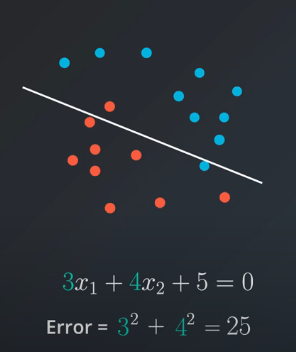 3x₁ + 4x₂ + 5 = 0
Error = 3² + 4² = 25